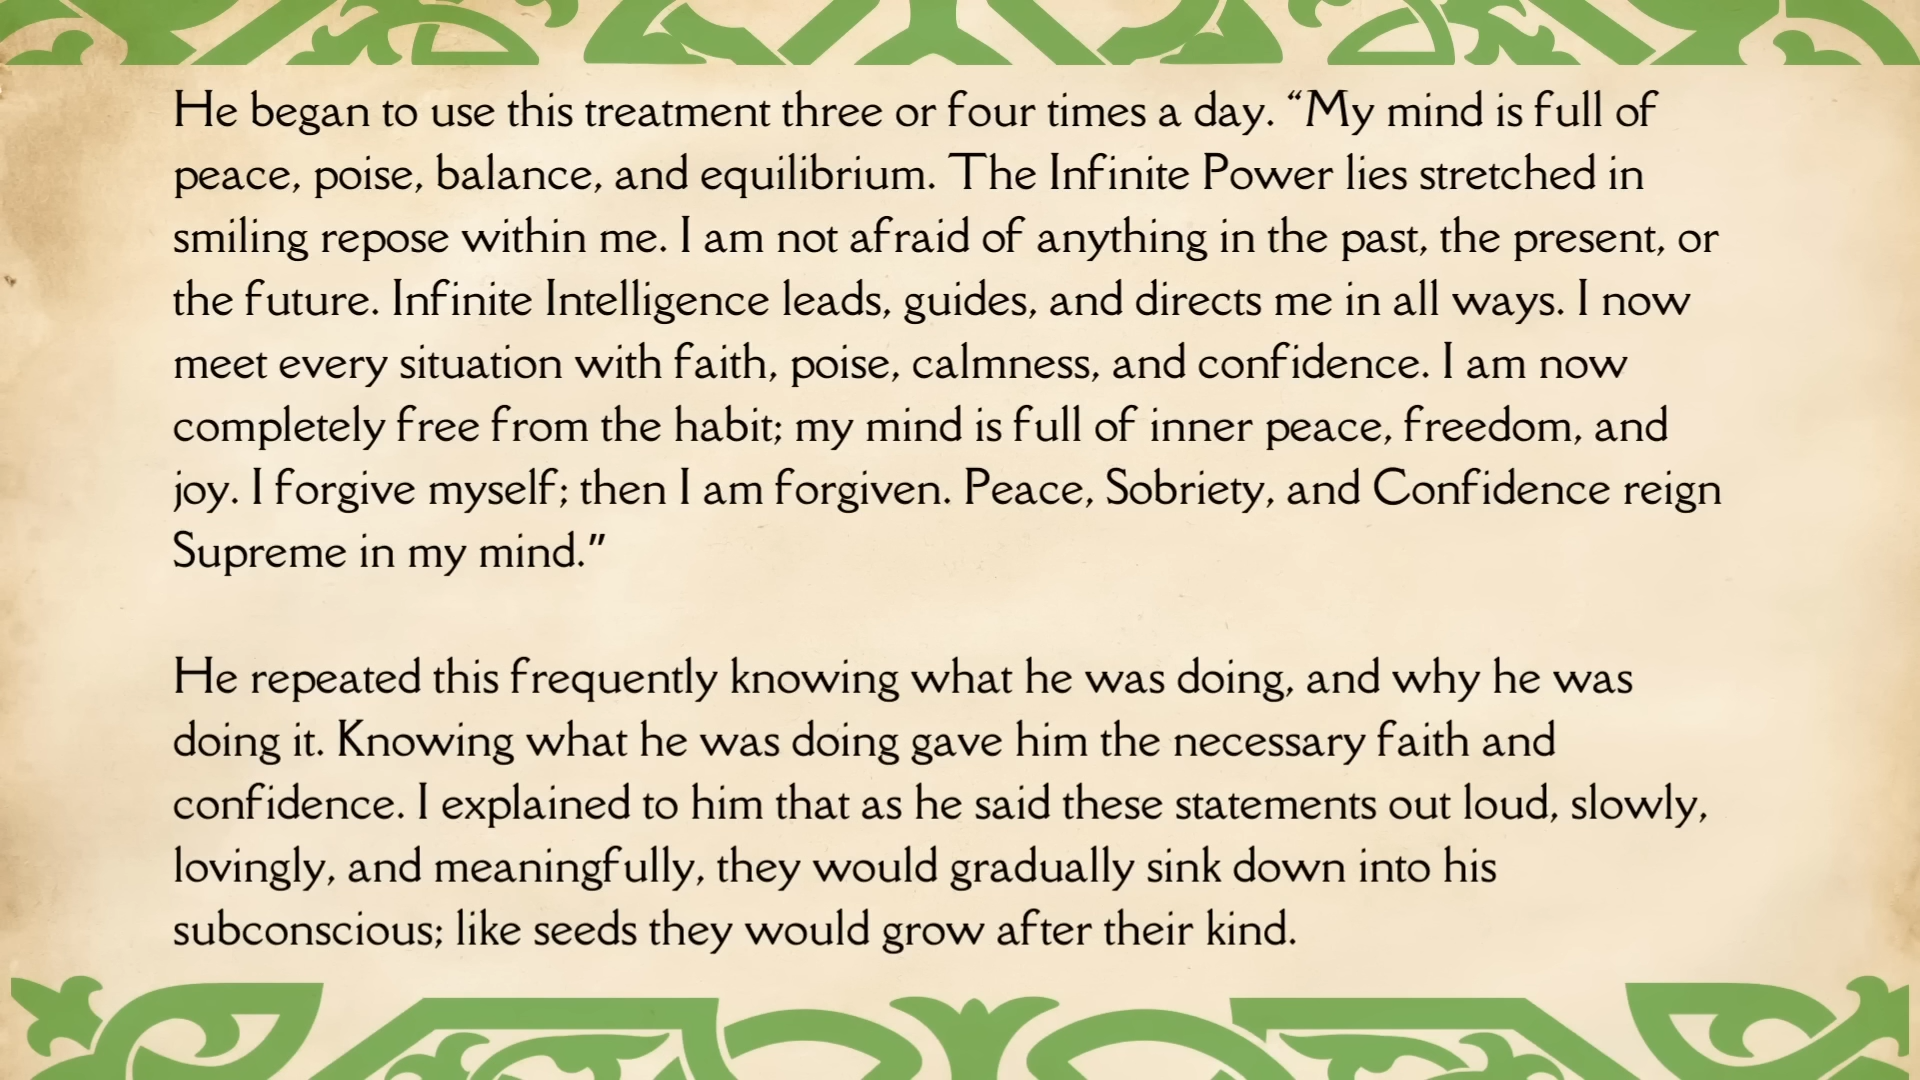 He began to use this treatment three or four times a day. “My mind is full of
peace, poise, balance, and equilibrium. The Infinite Power lies stretched in
smiling repose within me. I am not afraid of anything in the past, the present, or
the future. Infinite Intelligence leads, guides, and directs me in all ways. I now
meet every situation with faith, poise, calmness, and confidence. I am now
completely free from the habit; my mind is full of inner peace, freedom, and
joy. I forgive myself; then I am forgiven. Peace, Sobriety, and Confidence reign
Supreme in my mind.”
He repeated this frequently knowing what he was doing, and why he was
doing it. Knowing what he was doing gave him the necessary faith and
confidence. I explained to him that as he said these statements out loud, slowly,
lovingly, and meaningfully, they would gradually sink down into his
subconscious; like seeds they would grow after their kind.